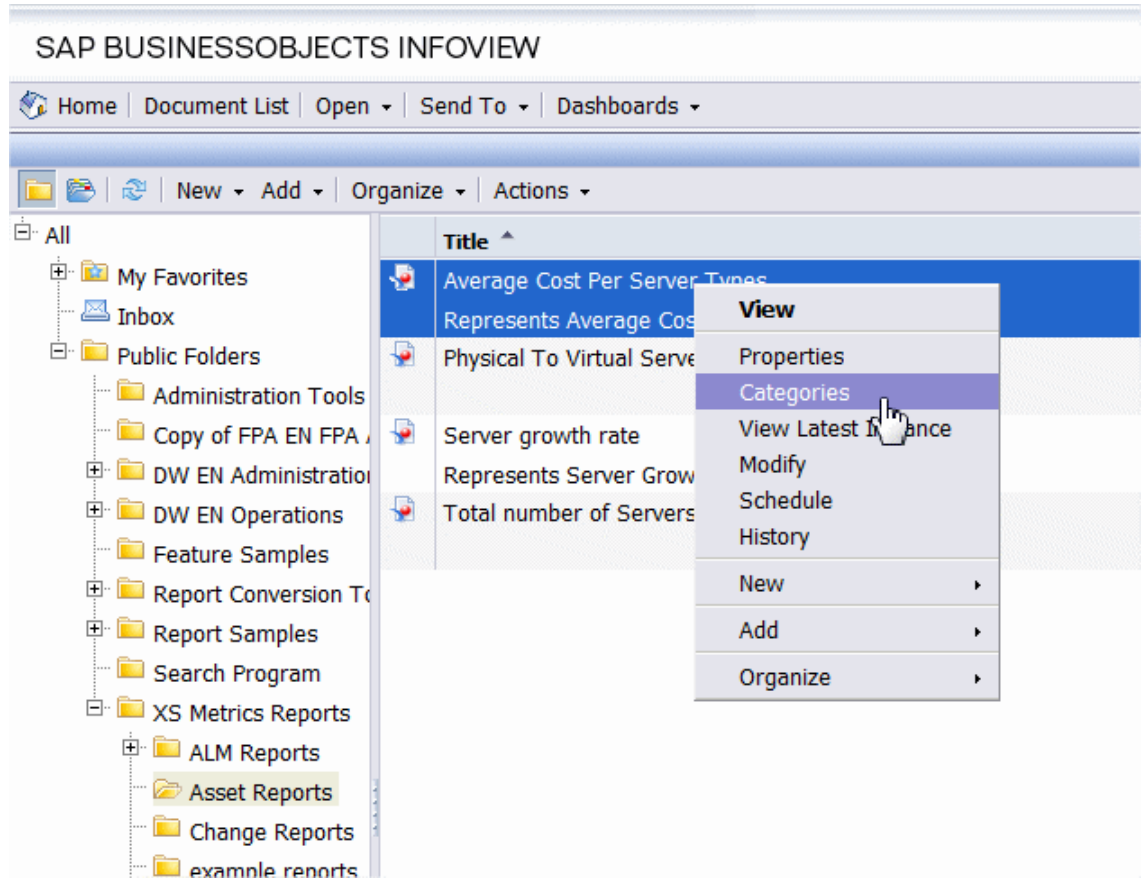 SAP BUSINESSOBJECTS INFOVIEW
Home Document List Open Send To Dashboards
New Add Organize Actions
All
My Favorites
Inbox
Public Folders
Administration Tools
Copy of FPA EN FPA
DW EN Administration
DW EN Operations
Feature Samples
Report Conversion
Report Samples
Search Program
XS Metrics Reports
ALM Reports
Asset Reports
Change Reports
example reports
Title
Average Cost Per Server Types
Represents Average Cos
Physical To Virtual Serve
Server growth rate
Represents Server Grow
Total number of Servers
View
Properties
Categories
View Latest Instance
Modify
Schedule
History
New
Add
Organize